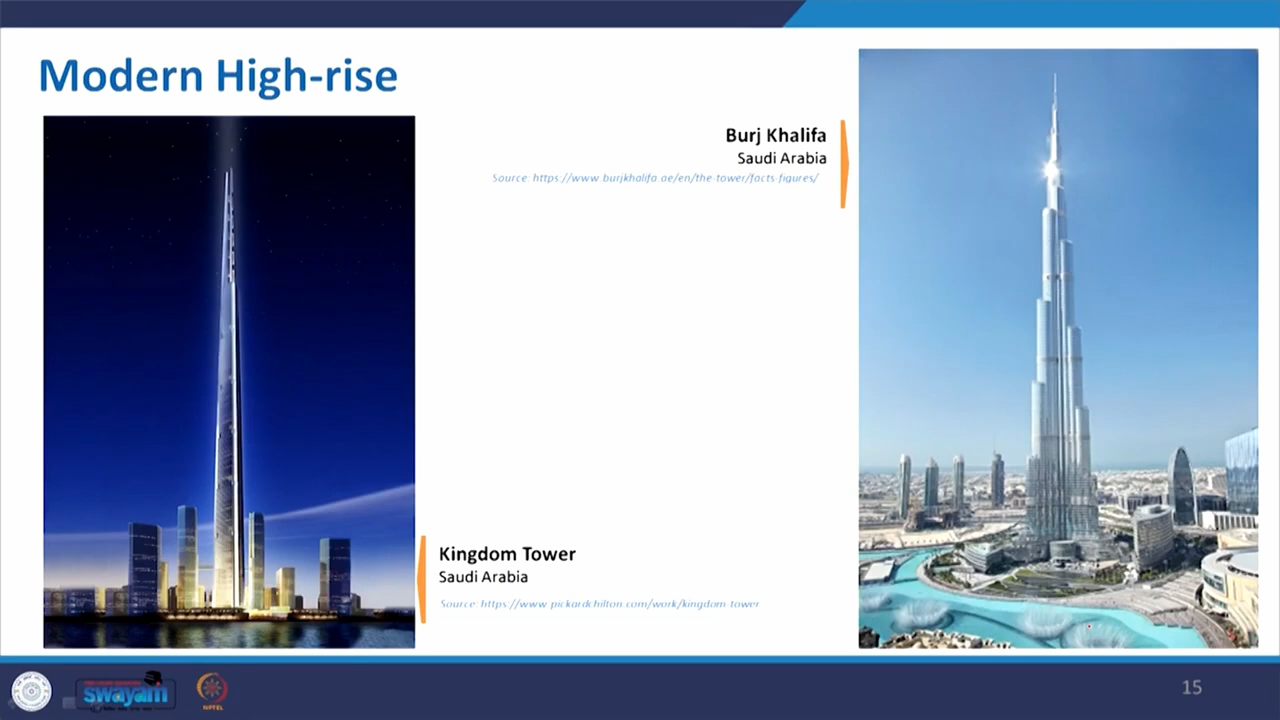 Modern High-rise
Burj Khalifa
Saudi Arabia
Source: https://www.burjkhalifa.ae/en/the-tower/facts-figures/
Kingdom Tower
Saudi Arabia
Source: https://www.pickardchilton.com/work/kingdom-tower
swayam
NPTEL
15